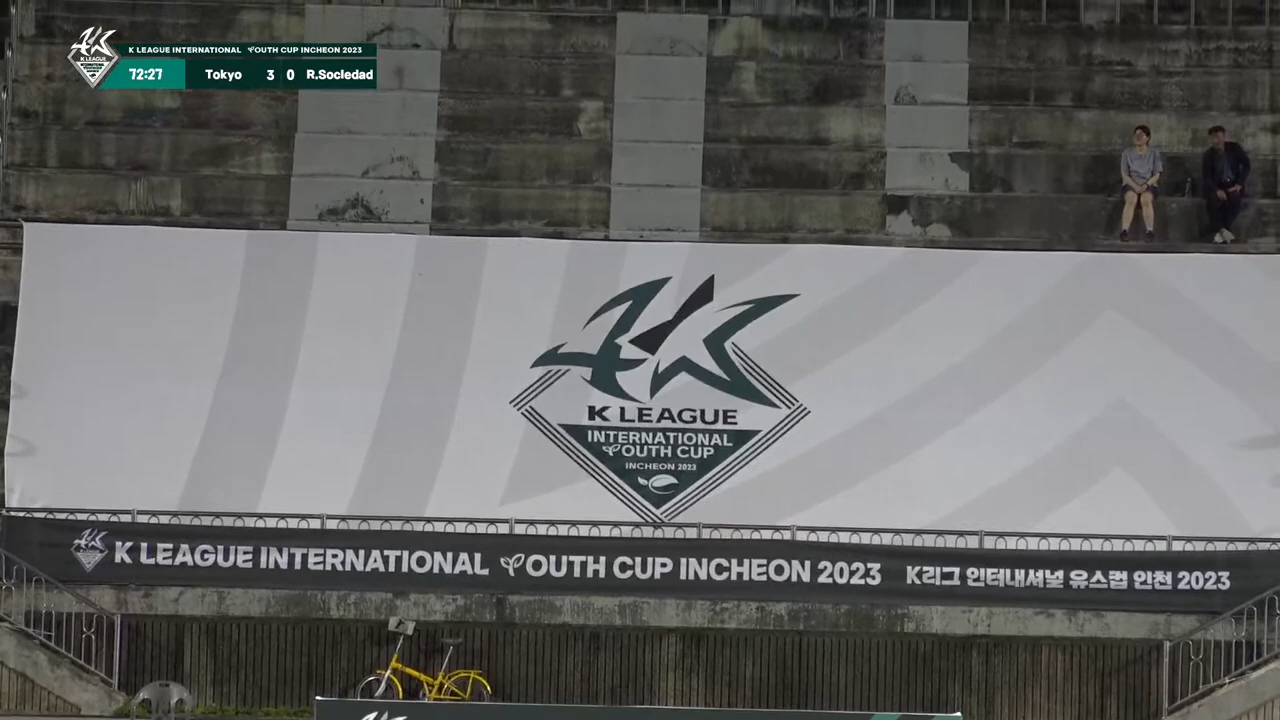 K LEAGUE INTERNATIONAL YOUTH CUP INCHEON 2023
K LEAGUE
72:27 Tokyo 3 0 R.Sociedad
K LEAGUE
INTERNATIONAL
YOUTH CUP
INCHEON 2023
K LEAGUE INTERNATIONAL YOUTH CUP INCHEON 2023 K리그 인터내셔널 유스컵 인천 2023